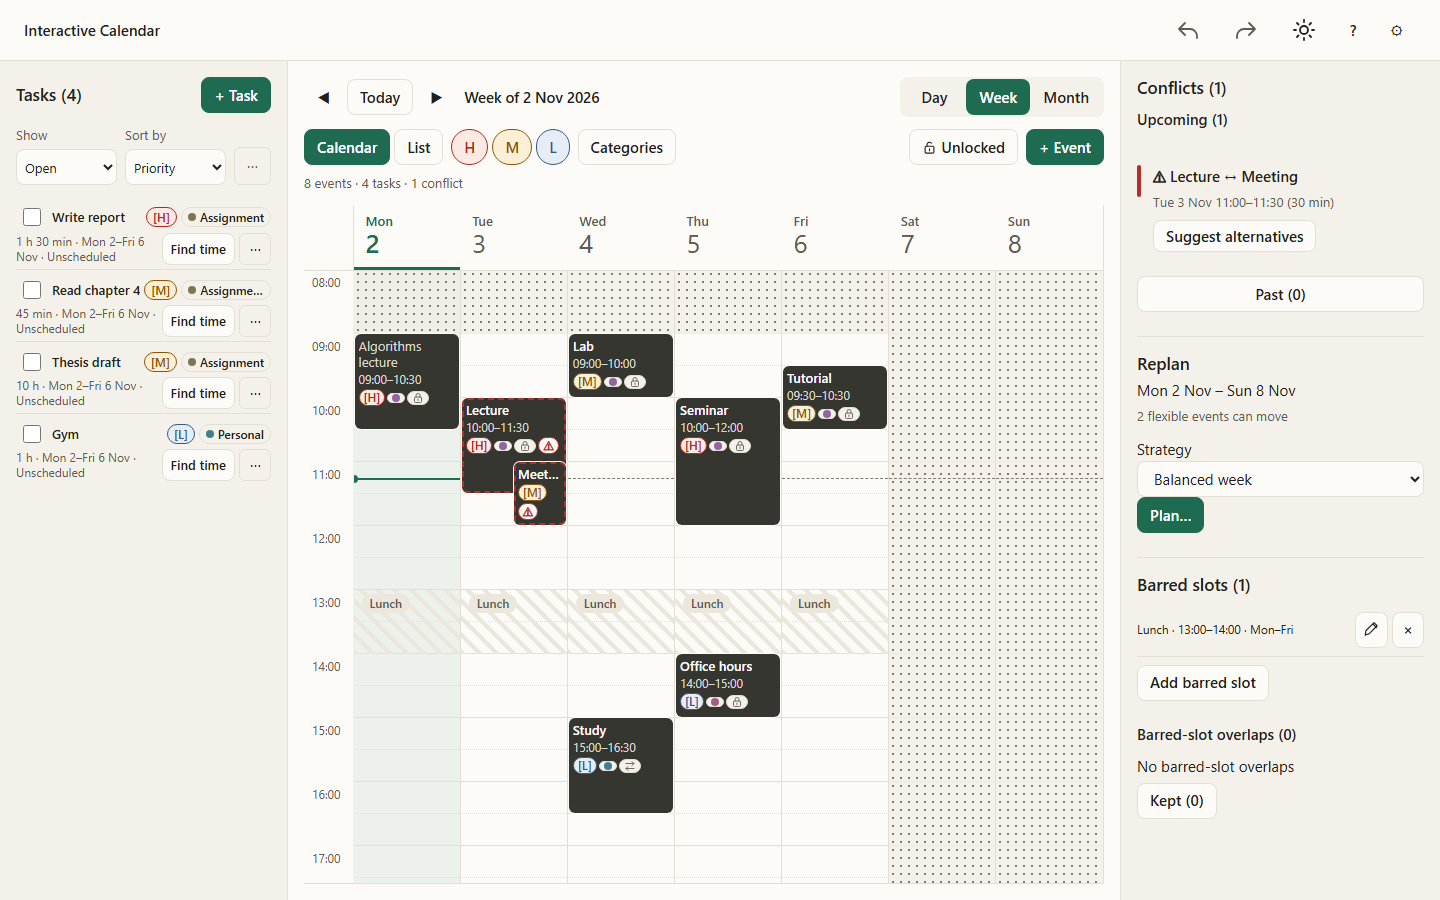 Interactive Calendar
?
Tasks (4)
+ Task
Show
Sort by
Open
Priority
...
Write report
[H]
Assignment
1 h 30 min · Mon 2–Fri 6
Nov · Unscheduled
Find time
...
Read chapter 4
[M]
Assignme...
45 min · Mon 2–Fri 6 Nov ·
Unscheduled
Find time
...
Thesis draft
[M]
Assignment
10 h · Mon 2–Fri 6 Nov ·
Unscheduled
Find time
...
Gym
[L]
Personal
1 h · Mon 2–Fri 6 Nov ·
Unscheduled
Find time
...
◀ Today ▶ Week of 2 Nov 2026
Day Week Month
Calendar List H M L Categories
Unlocked
+ Event
8 events · 4 tasks · 1 conflict
Mon Tue Wed Thu Fri Sat Sun
2 3 4 5 6 7 8
08:00
09:00
10:00
11:00
12:00
13:00
14:00
15:00
16:00
17:00
Algorithms
lecture
09:00–10:30
[H]
Lecture
10:00–11:30
[H]
Meet...
[M]
Lab
09:00–10:00
[M]
Seminar
10:00–12:00
[H]
Tutorial
09:30–10:30
[M]
Lunch Lunch Lunch Lunch Lunch
Office hours
14:00–15:00
[L]
Study
15:00–16:30
[L]
Conflicts (1)
Upcoming (1)
⚠ Lecture ↔ Meeting
Tue 3 Nov 11:00–11:30 (30 min)
Suggest alternatives
Past (0)
Replan
Mon 2 Nov – Sun 8 Nov
2 flexible events can move
Strategy
Balanced week
Plan...
Barred slots (1)
Lunch · 13:00–14:00 · Mon–Fri
×
Add barred slot
Barred-slot overlaps (0)
No barred-slot overlaps
Kept (0)